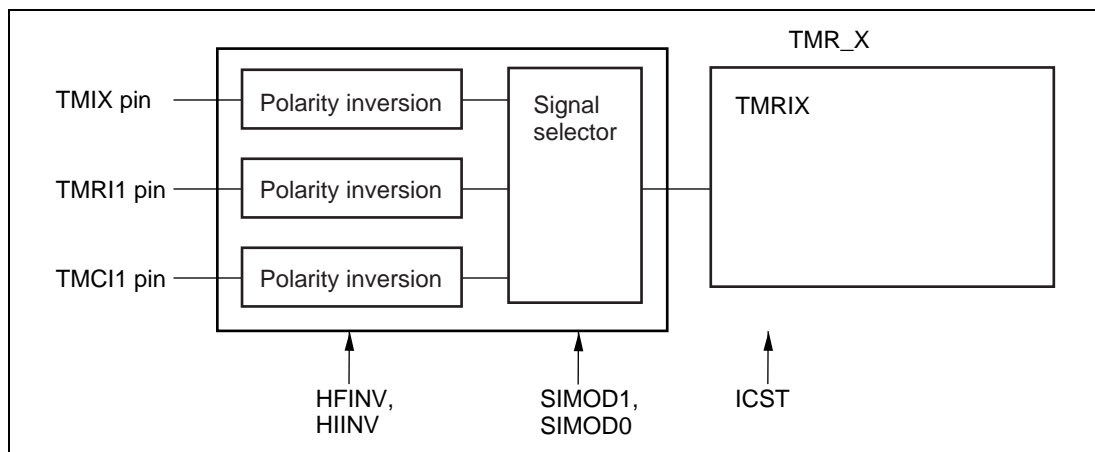 TMR_X
TMIX pin
Polarity inversion
Signal
selector
TMRIX
TMRI1 pin
Polarity inversion
TMCI1 pin
Polarity inversion
HFINV,
HIINV
SIMOD1,
SIMOD0
ICST